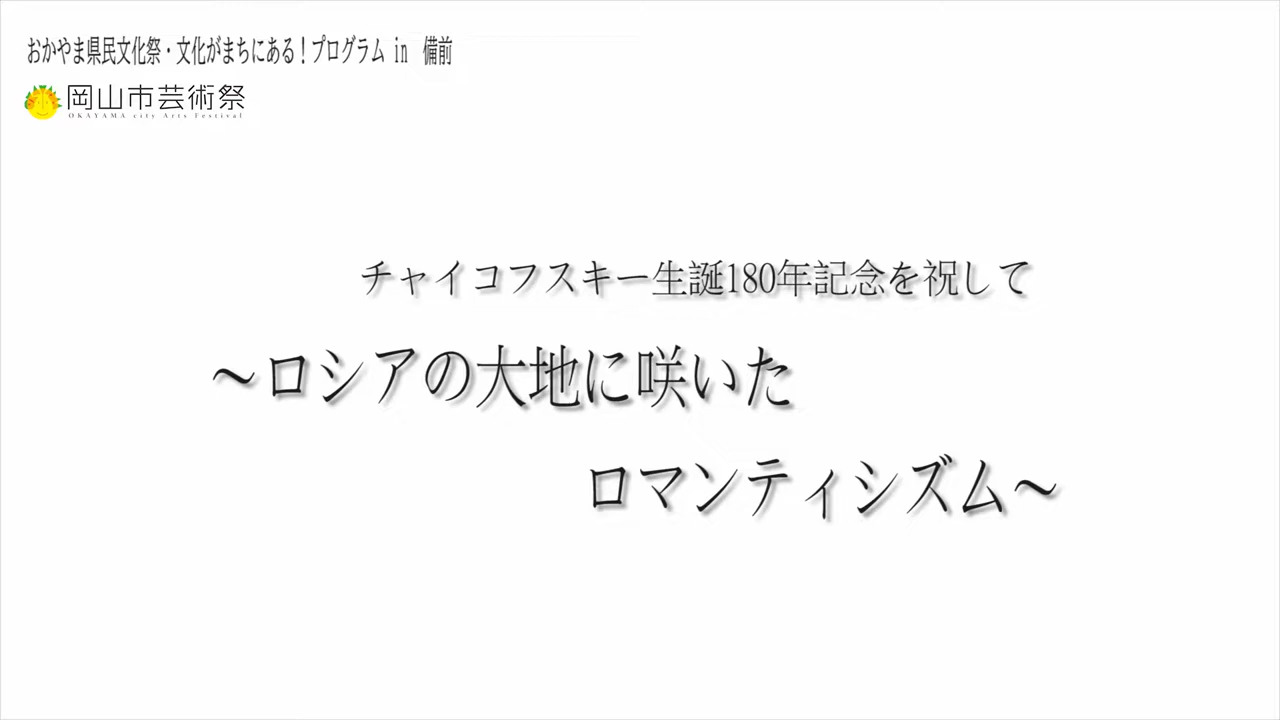 おかやま県民文化祭・文化がまちにある!プログラム in 備前
岡山市芸術祭
OKAYAMA city Arts Festival
チャイコフスキー生誕180年記念を祝して
～ロシアの大地に咲いた
ロマンティシズム～